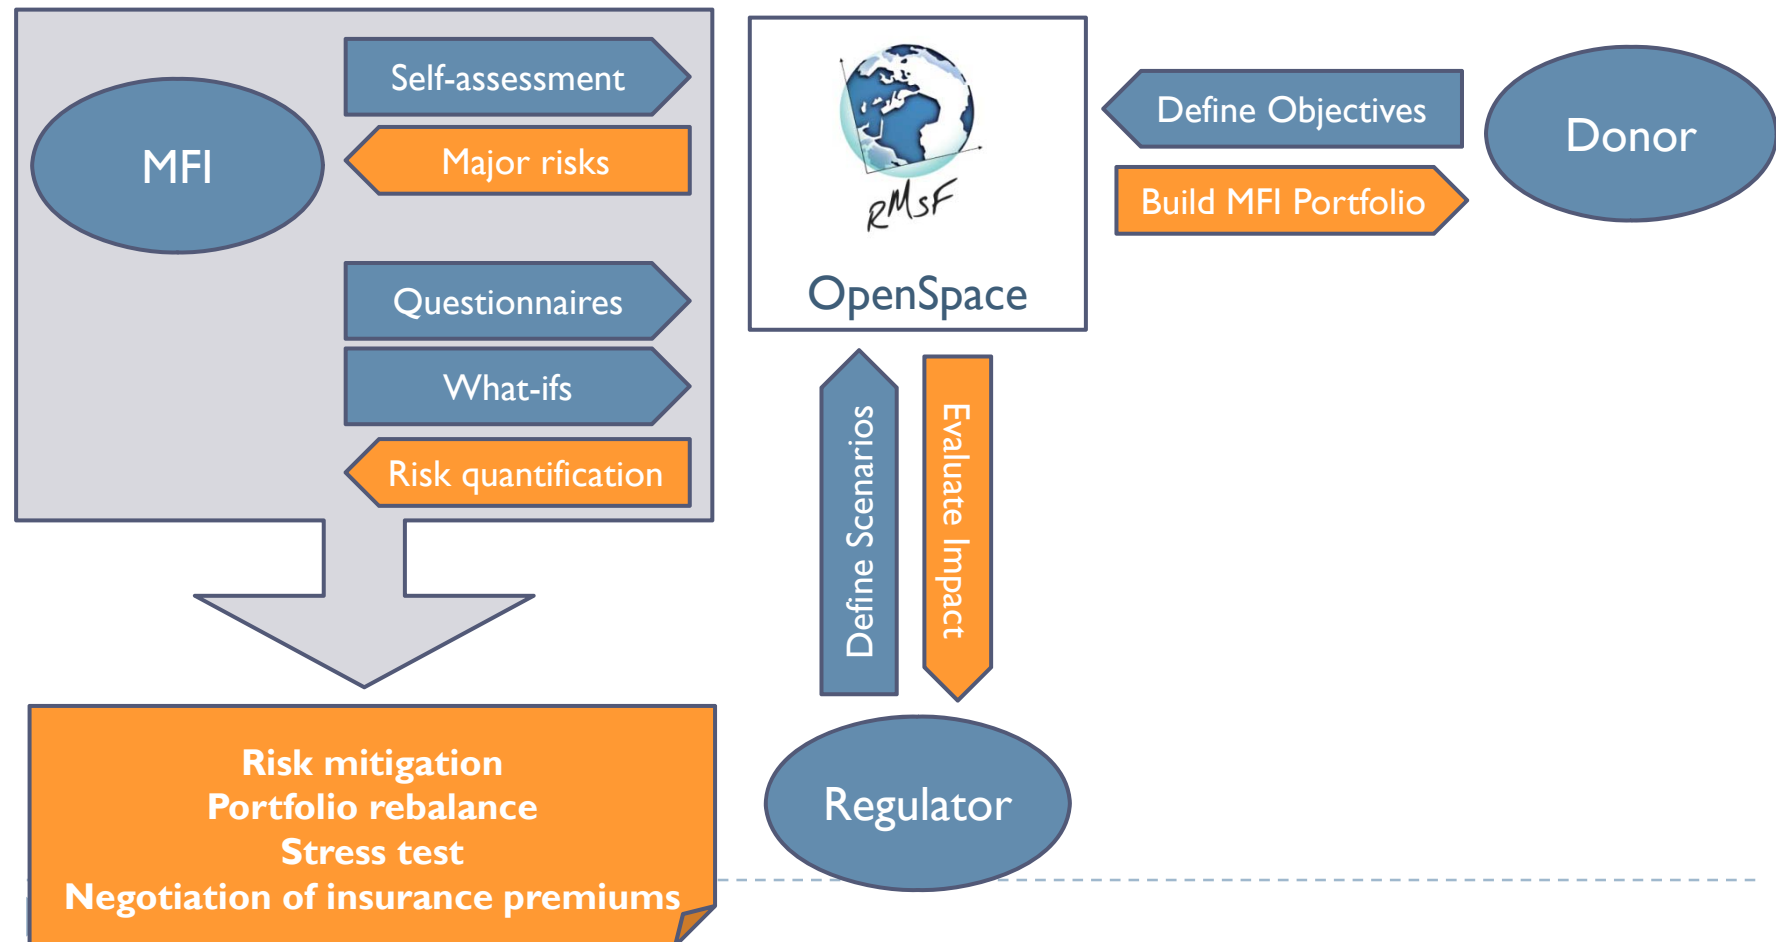 MFI
Self-assessment
Major risks
Questionnaires
What-ifs
Risk quantification
RMsF
OpenSpace
Define Objectives
Build MFI Portfolio
Donor
Define Scenarios
Evaluate Impact
Regulator
Risk mitigation
Portfolio rebalance
Stress test
Negotiation of insurance premiums